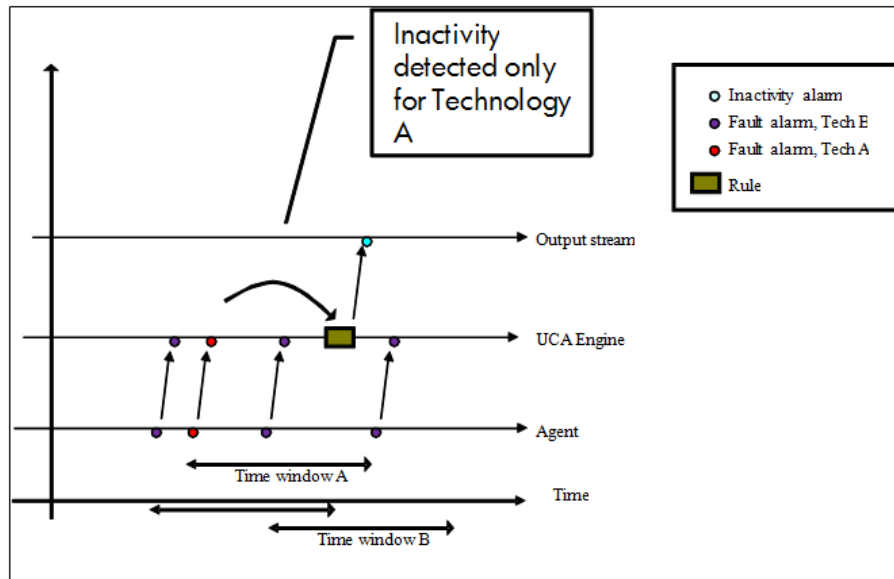 Inactivity
detected only
for Technology
A
Inactivity alarm
Fault alarm, Tech B
Fault alarm, Tech A
Rule
Output stream
UCA Engine
Agent
Time window A
Time
Time window B